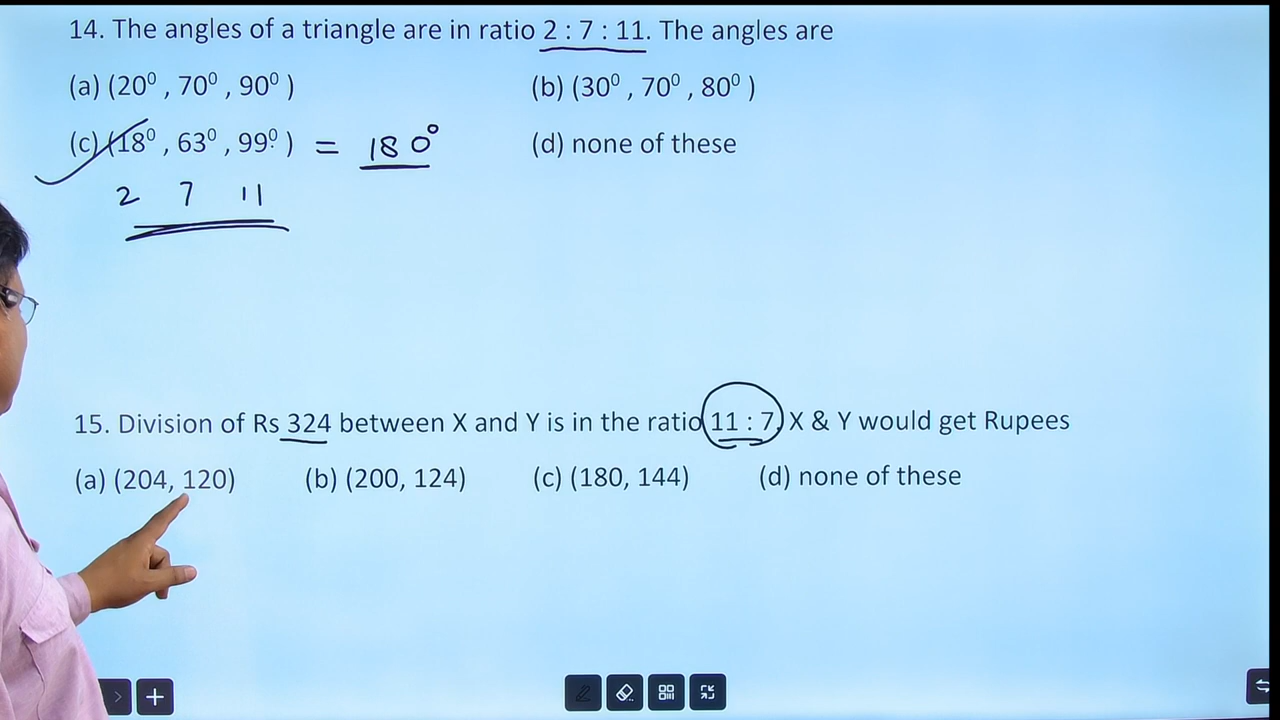 14. The angles of a triangle are in ratio 2 : 7 : 11. The angles are
(a) (20⁰ , 70⁰ , 90⁰ ) (b) (30⁰ , 70⁰ , 80⁰ )
(c) (18⁰ , 63⁰ , 99⁰ ) = 180° (d) none of these
2 7 11
15. Division of Rs 324 between X and Y is in the ratio 11 : 7. X & Y would get Rupees
(a) (204, 120) (b) (200, 124) (c) (180, 144) (d) none of these